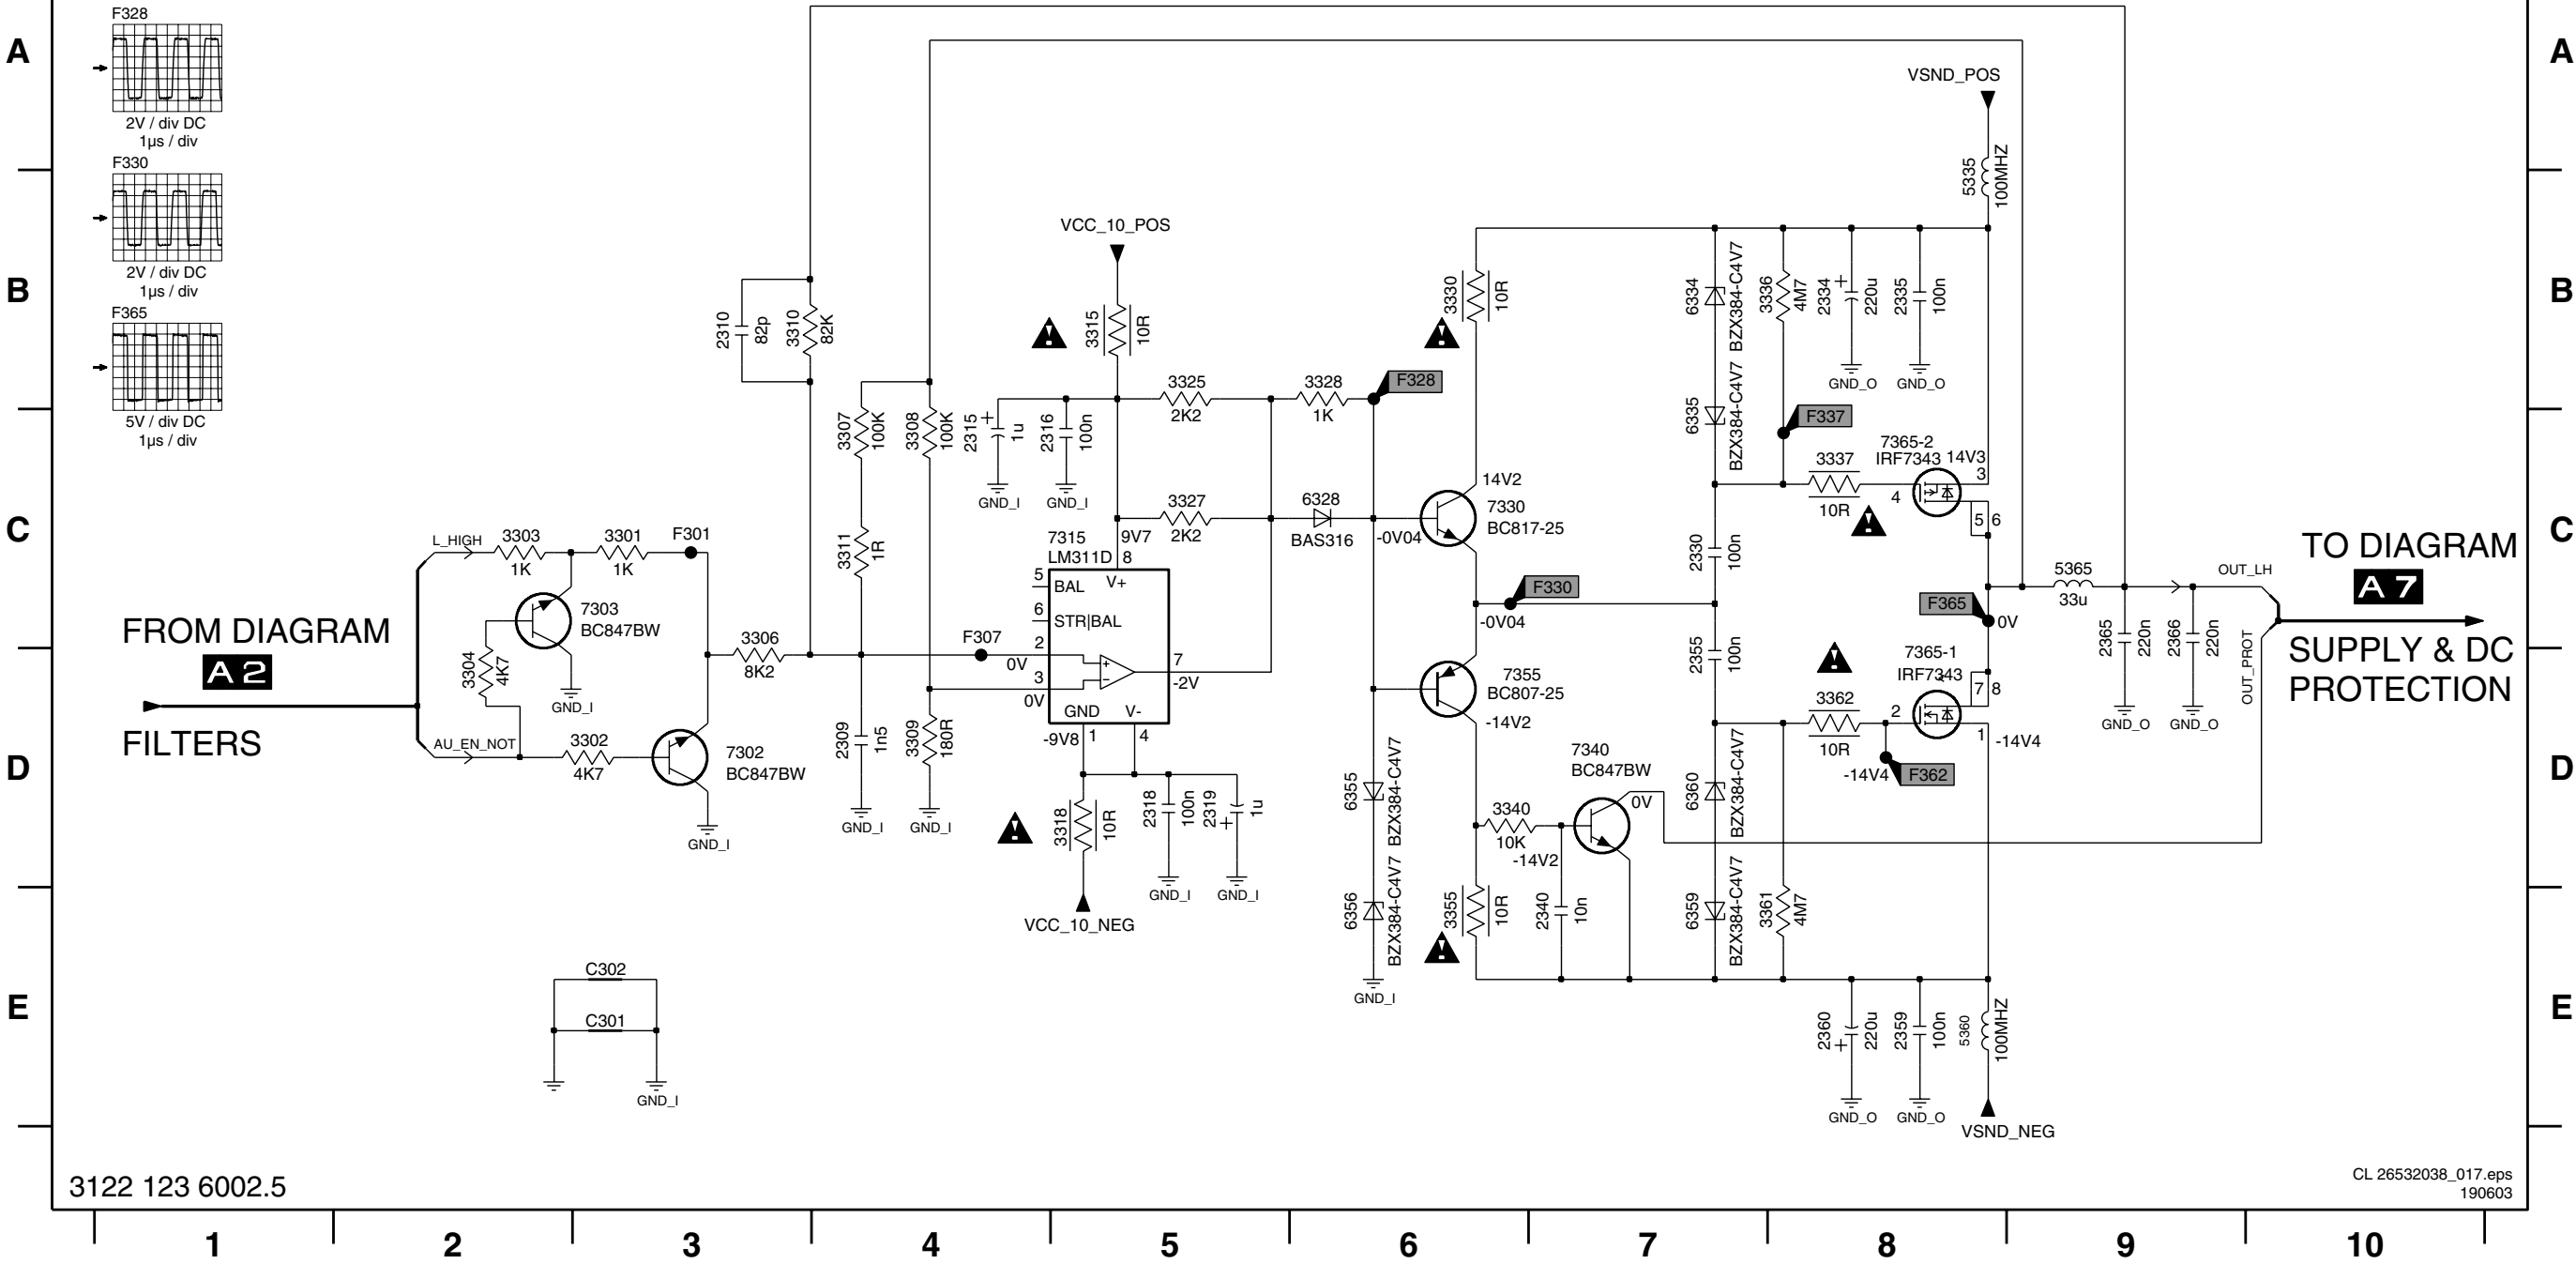 F328
2V / div DC
1µs / div
F330
2V / div DC
1µs / div
F365
5V / div DC
1µs / div
A
B
C
D
E
A
B
C
D
E
1
2
3
4
5
6
7
8
9
10
FROM DIAGRAM
A 2
FILTERS
L_HIGH
3303
1K
3301
1K
F301
7303
BC847BW
3304
4K7
GND_I
AU_EN_NOT
3302
4K7
7302
BC847BW
GND_I
3306
8K2
2310
82p
3310
82K
3307
100K
3308
100K
3311
1R
F307
2309
1n5
GND_I
3309
180R
GND_I
VCC_10_POS
3315
10R
2315
+
1u
GND_I
2316
100n
GND_I
3325
2K2
3328
1K
F328
3327
2K2
9V7
7315
LM311D
8
V+
5
BAL
6
STR|BAL
2
0V
3
0V
+
−
7
-2V
GND
V-
-9V8
1
4
3318
10R
2318
100n
GND_I
2319
+
1u
GND_I
VCC_10_NEG
6328
BAS316
-0V04
3330
10R
14V2
7330
BC817-25
F330
-0V04
7355
BC807-25
-14V2
6355
BZX384-C4V7
6356
BZX384-C4V7
GND_I
3340
10K
-14V2
7340
BC847BW
0V
3355
10R
2340
10n
6334
BZX384-C4V7
6335
BZX384-C4V7
3336
4M7
2334
+
220u
GND_O
2335
100n
GND_O
F337
3337
10R
7365-2
IRF7343
14V3
3
4
5
6
2330
100n
2355
100n
VSND_POS
5335
100MHZ
F365
0V
7365-1
IRF7343
7
8
3362
10R
2
1
-14V4
-14V4
F362
6360
BZX384-C4V7
6359
BZX384-C4V7
3361
4M7
2360
+
220u
GND_O
2359
100n
GND_O
5360
100MHZ
VSND_NEG
5365
33u
2365
220n
GND_O
2366
220n
GND_O
OUT_LH
OUT_PROT
TO DIAGRAM
A 7
SUPPLY & DC
PROTECTION
C302
C301
GND_I
3122 123 6002.5
CL 26532038_017.eps
190603